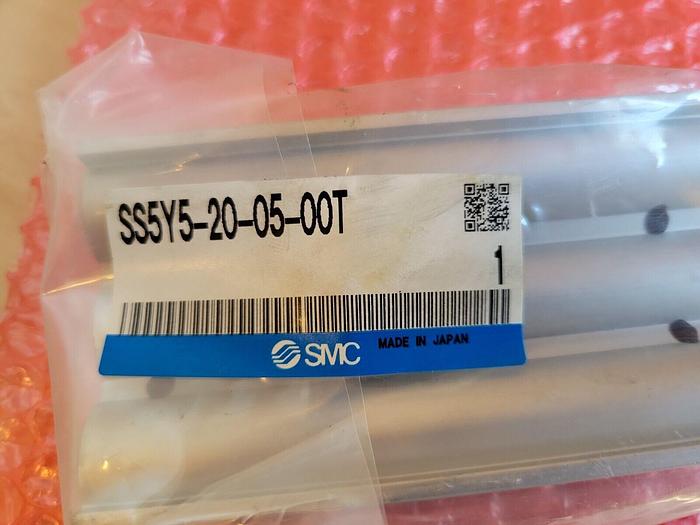 SS5Y5-20-05-00T
1
SMC MADE IN JAPAN